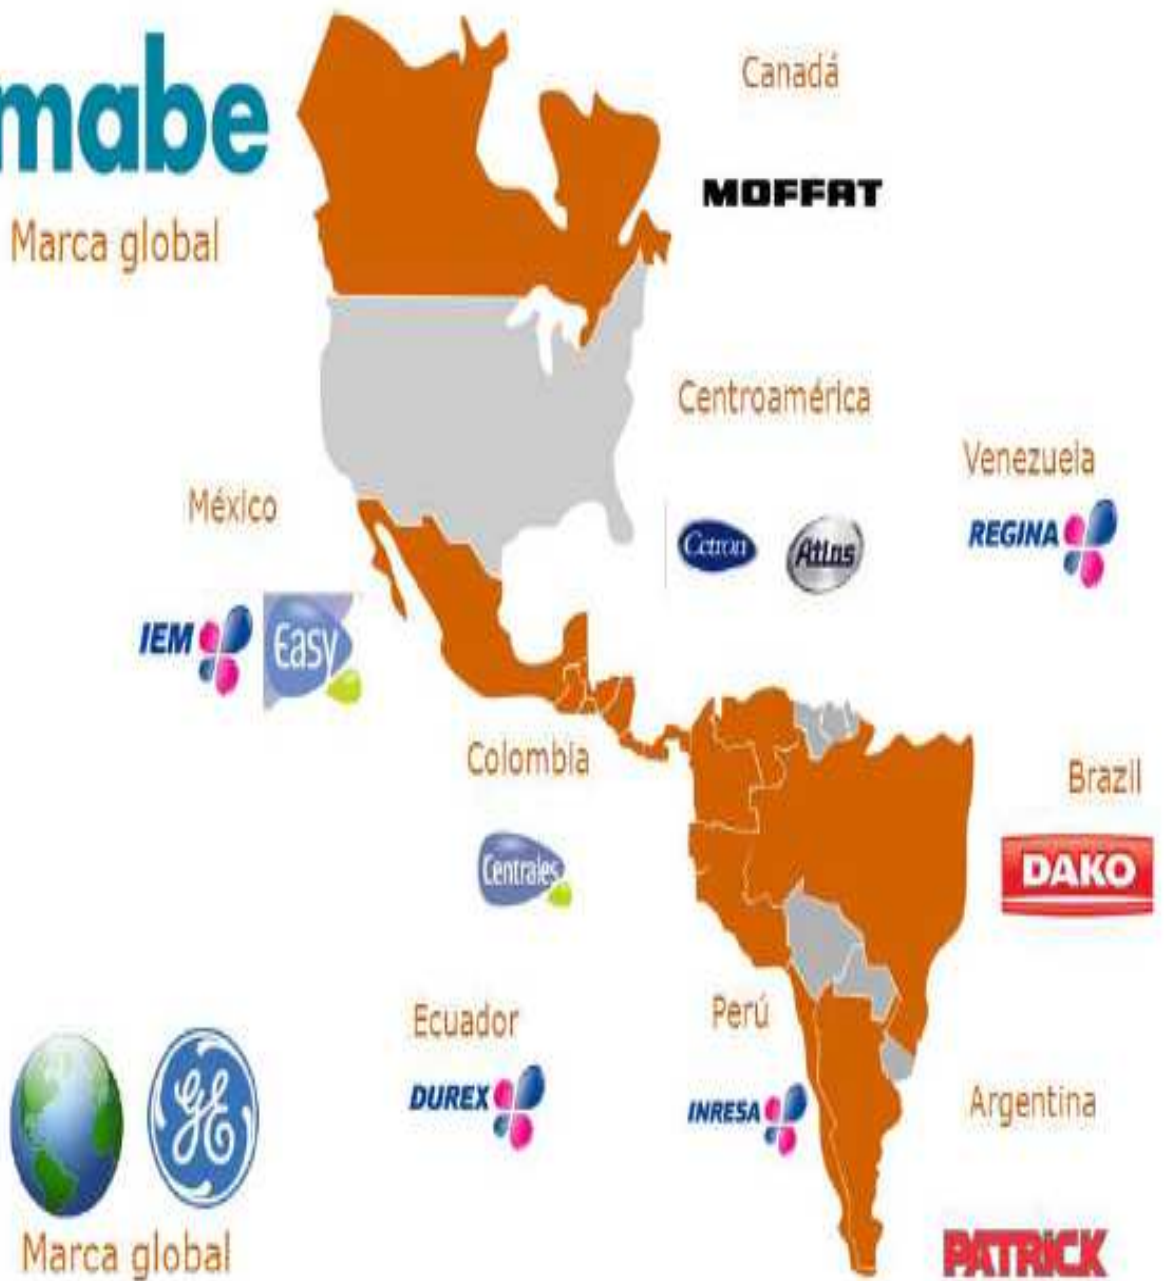 mabe
Marca global
Canadá
MOFFAT
Centroamérica
Cetron
Atlas
Venezuela
REGINA
México
IEM
Easy
Colombia
Centrales
Brazil
DAKO
Ecuador
DUREX
Perú
INRESA
Argentina
PATRICK
GE
Marca global